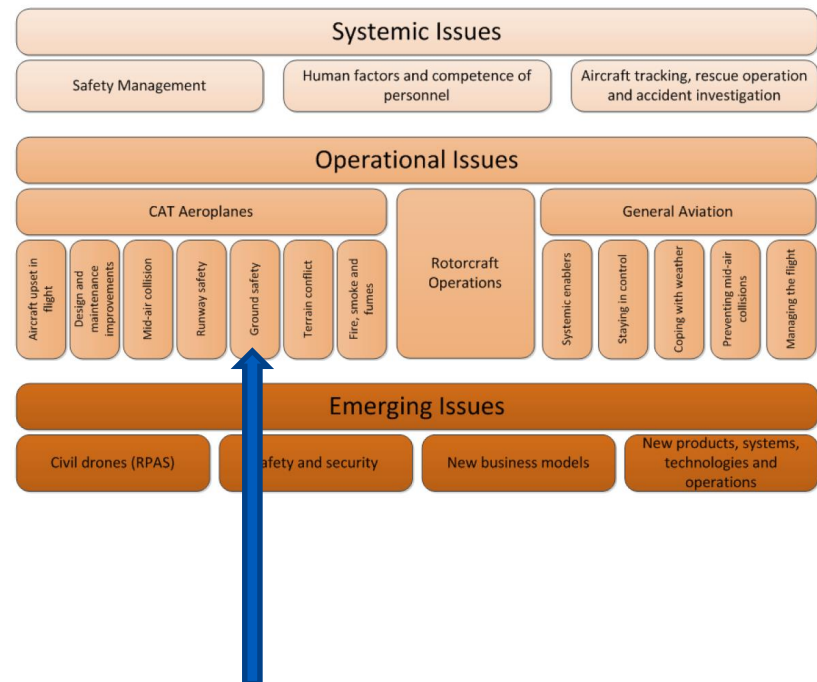 Systemic Issues
Safety Management
Human factors and competence of
personnel
Aircraft tracking, rescue operation
and accident investigation
Operational Issues
CAT Aeroplanes
Rotorcraft
Operations
General Aviation
Aircraft upset in
flight
Design and
maintenance
improvements
Mid-air collision
Runway safety
Ground safety
Terrain conflict
Fire, smoke and
fumes
Systemic enablers
Staying in control
Coping with weather
Preventing mid-air
collisions
Managing the flight
Emerging Issues
Civil drones (RPAS)
Safety and security
New business models
New products, systems,
technologies and
operations